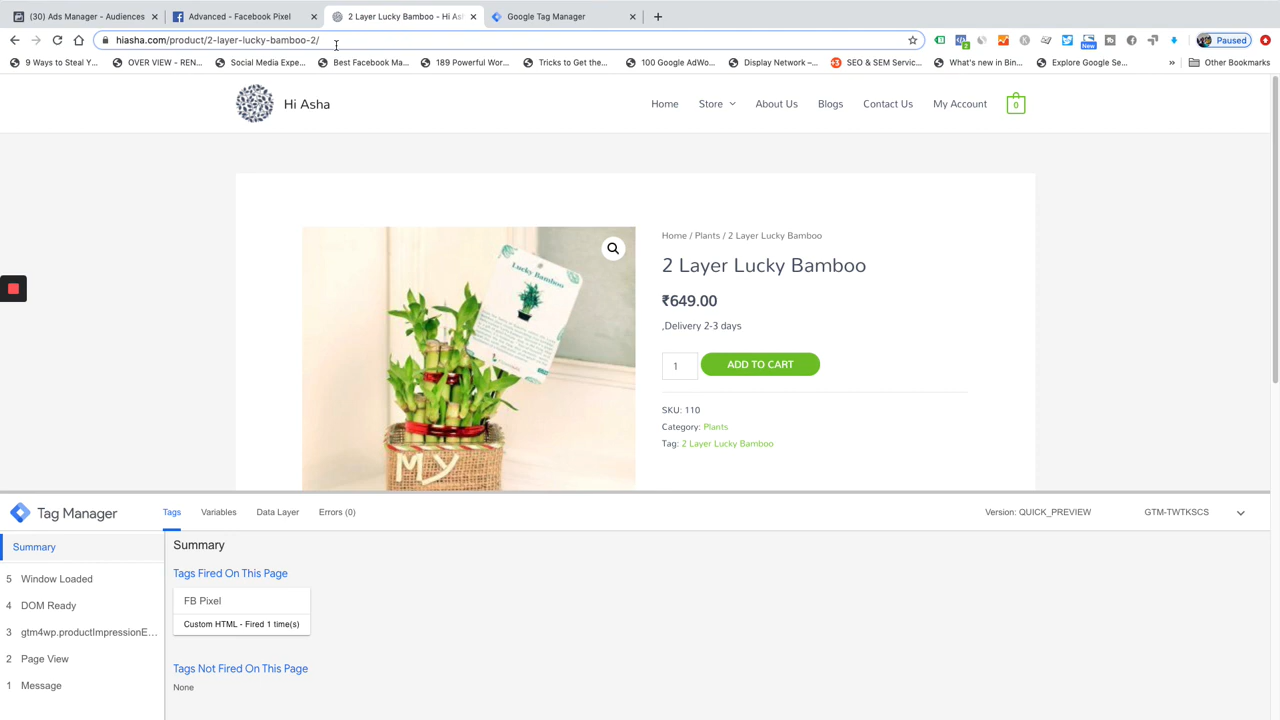 (30) Ads Manager - Audiences
Advanced - Facebook Pixel
2 Layer Lucky Bamboo - Hi As
Google Tag Manager
hiasha.com/product/2-layer-lucky-bamboo-2/
2
New
Paused
9 Ways to Steal Y...
OVER VIEW - REN...
Social Media Expe...
Best Facebook Ma...
189 Powerful Wor...
Tricks to Get the...
100 Google AdWo...
Display Network –...
+3 SEO & SEM Servic...
What's new in Bin...
Explore Google Se...
»
Other Bookmarks
Hi Asha
Home
Store
About Us
Blogs
Contact Us
My Account
0
Home / Plants / 2 Layer Lucky Bamboo
2 Layer Lucky Bamboo
₹649.00
,Delivery 2-3 days
1
ADD TO CART
SKU: 110
Category: Plants
Tag: 2 Layer Lucky Bamboo
Lucky Bamboo
MY
Tag Manager
Tags
Variables
Data Layer
Errors (0)
Version: QUICK_PREVIEW
GTM-TWTKSCS
Summary
5 Window Loaded
4 DOM Ready
3 gtm4wp.productImpressionE...
2 Page View
1 Message
Summary
Tags Fired On This Page
FB Pixel
Custom HTML - Fired 1 time(s)
Tags Not Fired On This Page
None